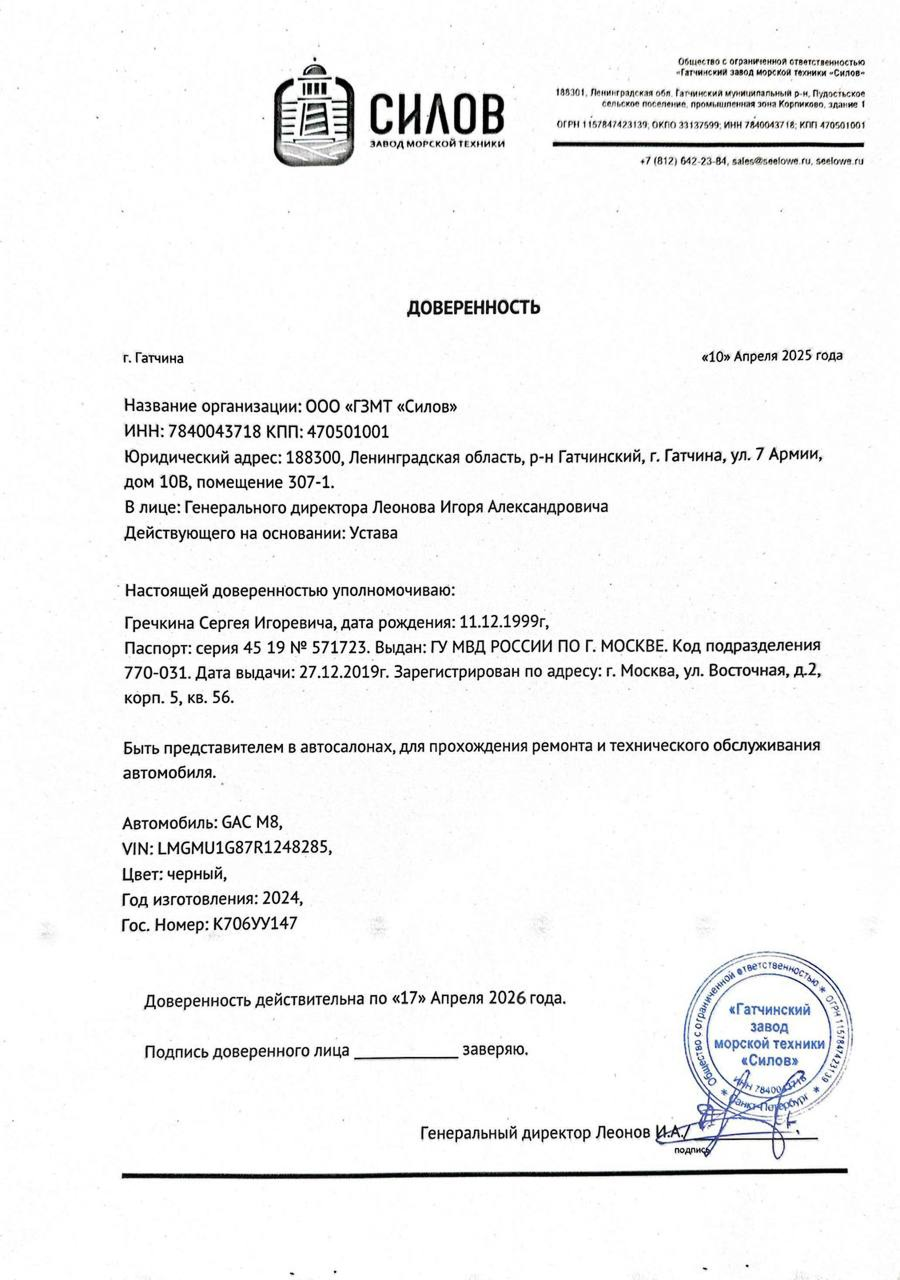 СИЛОВ
ЗАВОД МОРСКОЙ ТЕХНИКИ
Общество с ограниченной ответственностью
«Гатчинский завод морской техники «Силов»
188301, Ленинградская обл, Гатчинский муниципальный р-н, Пудостьское
сельское поселение, промышленная зона Корпиково, здание 1
ОГРН 1157847423139, ОКПО 33137599; ИНН 7840043718; КПП 470501001
+7 (812) 642-23-84, sales@seelowe.ru, seelowe.ru
ДОВЕРЕННОСТЬ
г. Гатчина
«10» Апреля 2025 года
Название организации: ООО «ГЗМТ «Силов»
ИНН: 7840043718 КПП: 470501001
Юридический адрес: 188300, Ленинградская область, р-н Гатчинский, г. Гатчина, ул. 7 Армии,
дом 10В, помещение 307-1.
В лице: Генерального директора Леонова Игоря Александровича
Действующего на основании: Устава
Настоящей доверенностью уполномочиваю:
Гречкина Сергея Игоревича, дата рождения: 11.12.1999г,
Паспорт: серия 45 19 № 571723. Выдан: ГУ МВД РОССИИ ПО Г. МОСКВЕ. Код подразделения
770-031. Дата выдачи: 27.12.2019г. Зарегистрирован по адресу: г. Москва, ул. Восточная, д.2,
корп. 5, кв. 56.
Быть представителем в автосалонах, для прохождения ремонта и технического обслуживания
автомобиля.
Автомобиль: GAC M8,
VIN: LMGMU1G87R1248285,
Цвет: черный,
Год изготовления: 2024,
Гос. Номер: К706УУ147
Доверенность действительна по «17» Апреля 2026 года.
Подпись доверенного лица ____________ заверяю.
Общество с ограниченной ответственностью * ОГРН 1157847423139 *
«Гатчинский
завод
морской техники
«Силов»
ИНН 7840043718
* Санкт-Петербург *
Генеральный директор Леонов И.А./
подпись